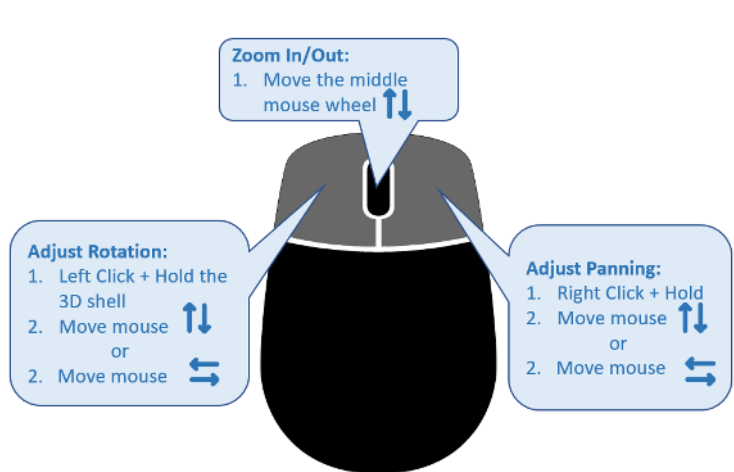 Zoom In/Out:
1. Move the middle
mouse wheel
Adjust Rotation:
1. Left Click + Hold the
3D shell
2. Move mouse
or
2. Move mouse
Adjust Panning:
1. Right Click + Hold
2. Move mouse
or
2. Move mouse